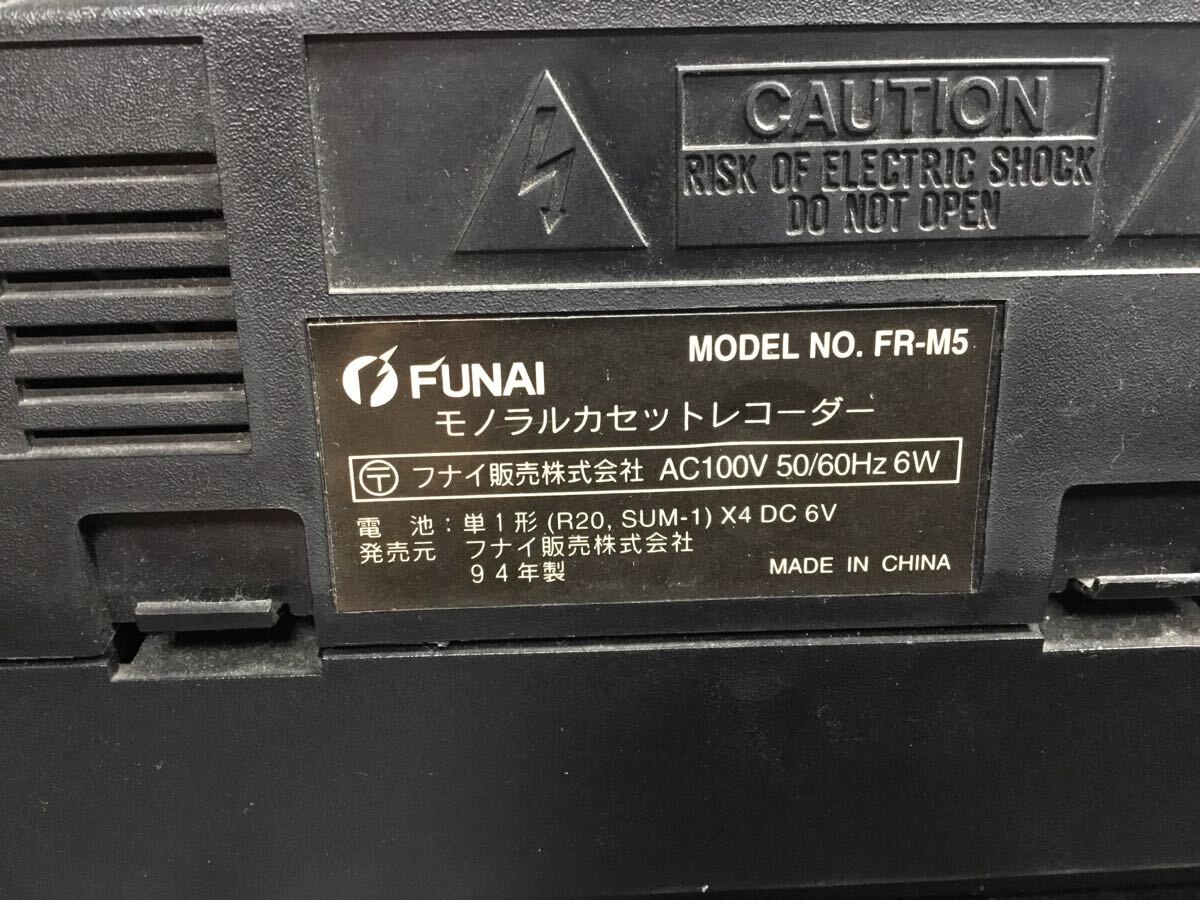 CAUTION
RISK OF ELECTRIC SHOCK
DO NOT OPEN
FUNAI
MODEL NO. FR-M5
モノラルカセットレコーダー
〒 フナイ販売株式会社 AC100V 50/60Hz 6W
電 池：単1形 (R20, SUM-1) X4 DC 6V
発売元 フナイ販売株式会社
94年製
MADE IN CHINA